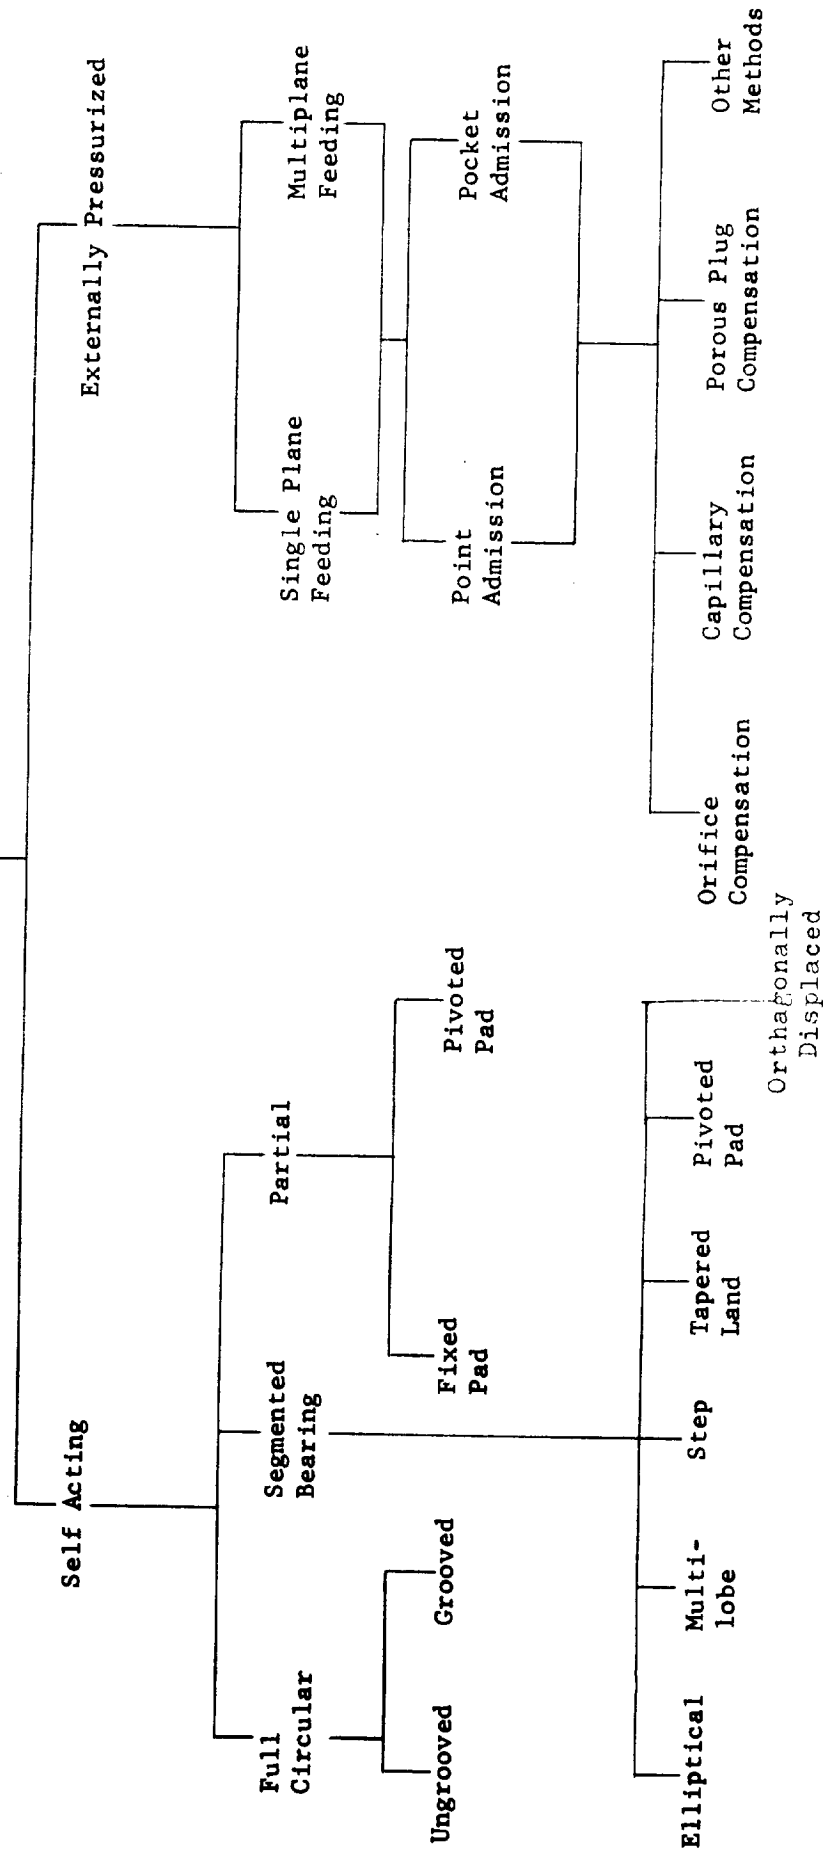 Self Acting
Externally Pressurized
Full
Circular
Segmented
Bearing
Partial
Single Plane
Feeding
Multiplane
Feeding
Ungrooved
Grooved
Fixed
Pad
Pivoted
Pad
Point
Admission
Pocket
Admission
Elliptical
Multi-
lobe
Step
Tapered
Land
Pivoted
Pad
Orthagonally
Displaced
Orifice
Compensation
Capillary
Compensation
Porous Plug
Compensation
Other
Methods